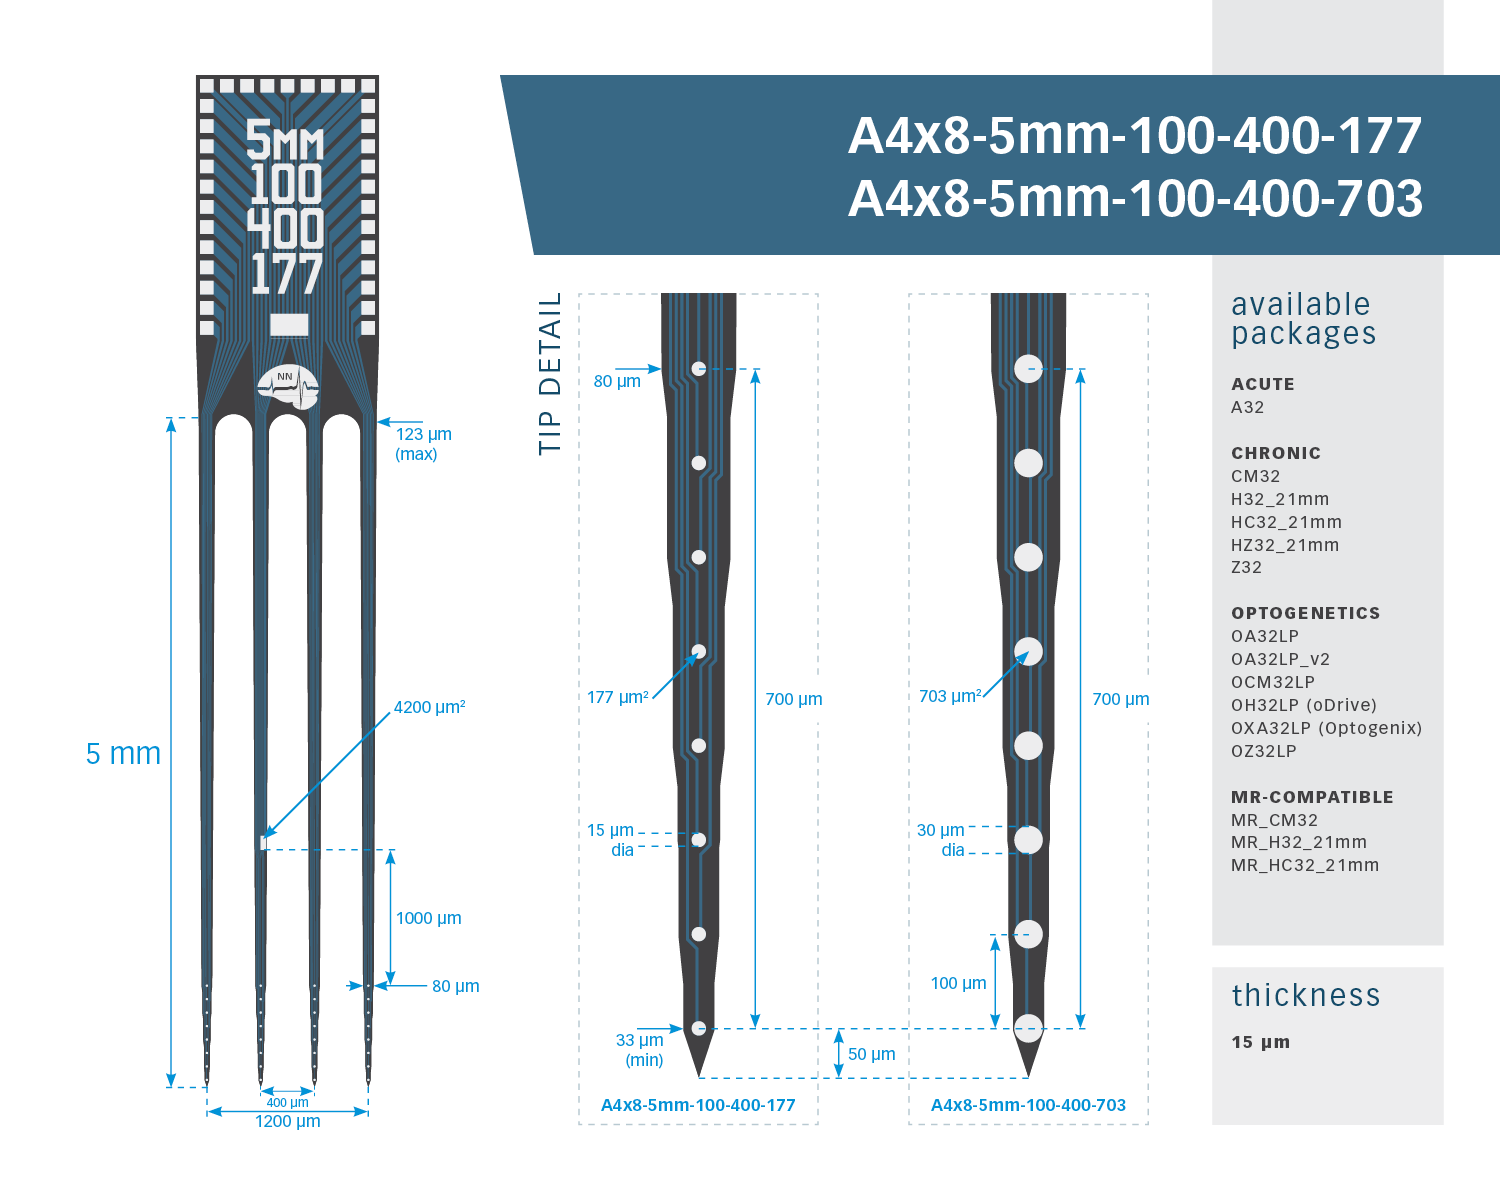 A4x8-5mm-100-400-177
A4x8-5mm-100-400-703
5MM
100
400
177
NN
123 µm
(max)
5 mm
4200 µm²
1000 µm
80 µm
400 µm
1200 µm
TIP DETAIL
80 µm
177 µm²
700 µm
15 µm
dia
33 µm
(min)
50 µm
A4x8-5mm-100-400-177
703 µm²
700 µm
30 µm
dia
100 µm
A4x8-5mm-100-400-703
available
packages
ACUTE
A32
CHRONIC
CM32
H32_21mm
HC32_21mm
HZ32_21mm
Z32
OPTOGENETICS
OA32LP
OA32LP_v2
OCM32LP
OH32LP (oDrive)
OXA32LP (Optogenix)
OZ32LP
MR-COMPATIBLE
MR_CM32
MR_H32_21mm
MR_HC32_21mm
thickness
15 µm